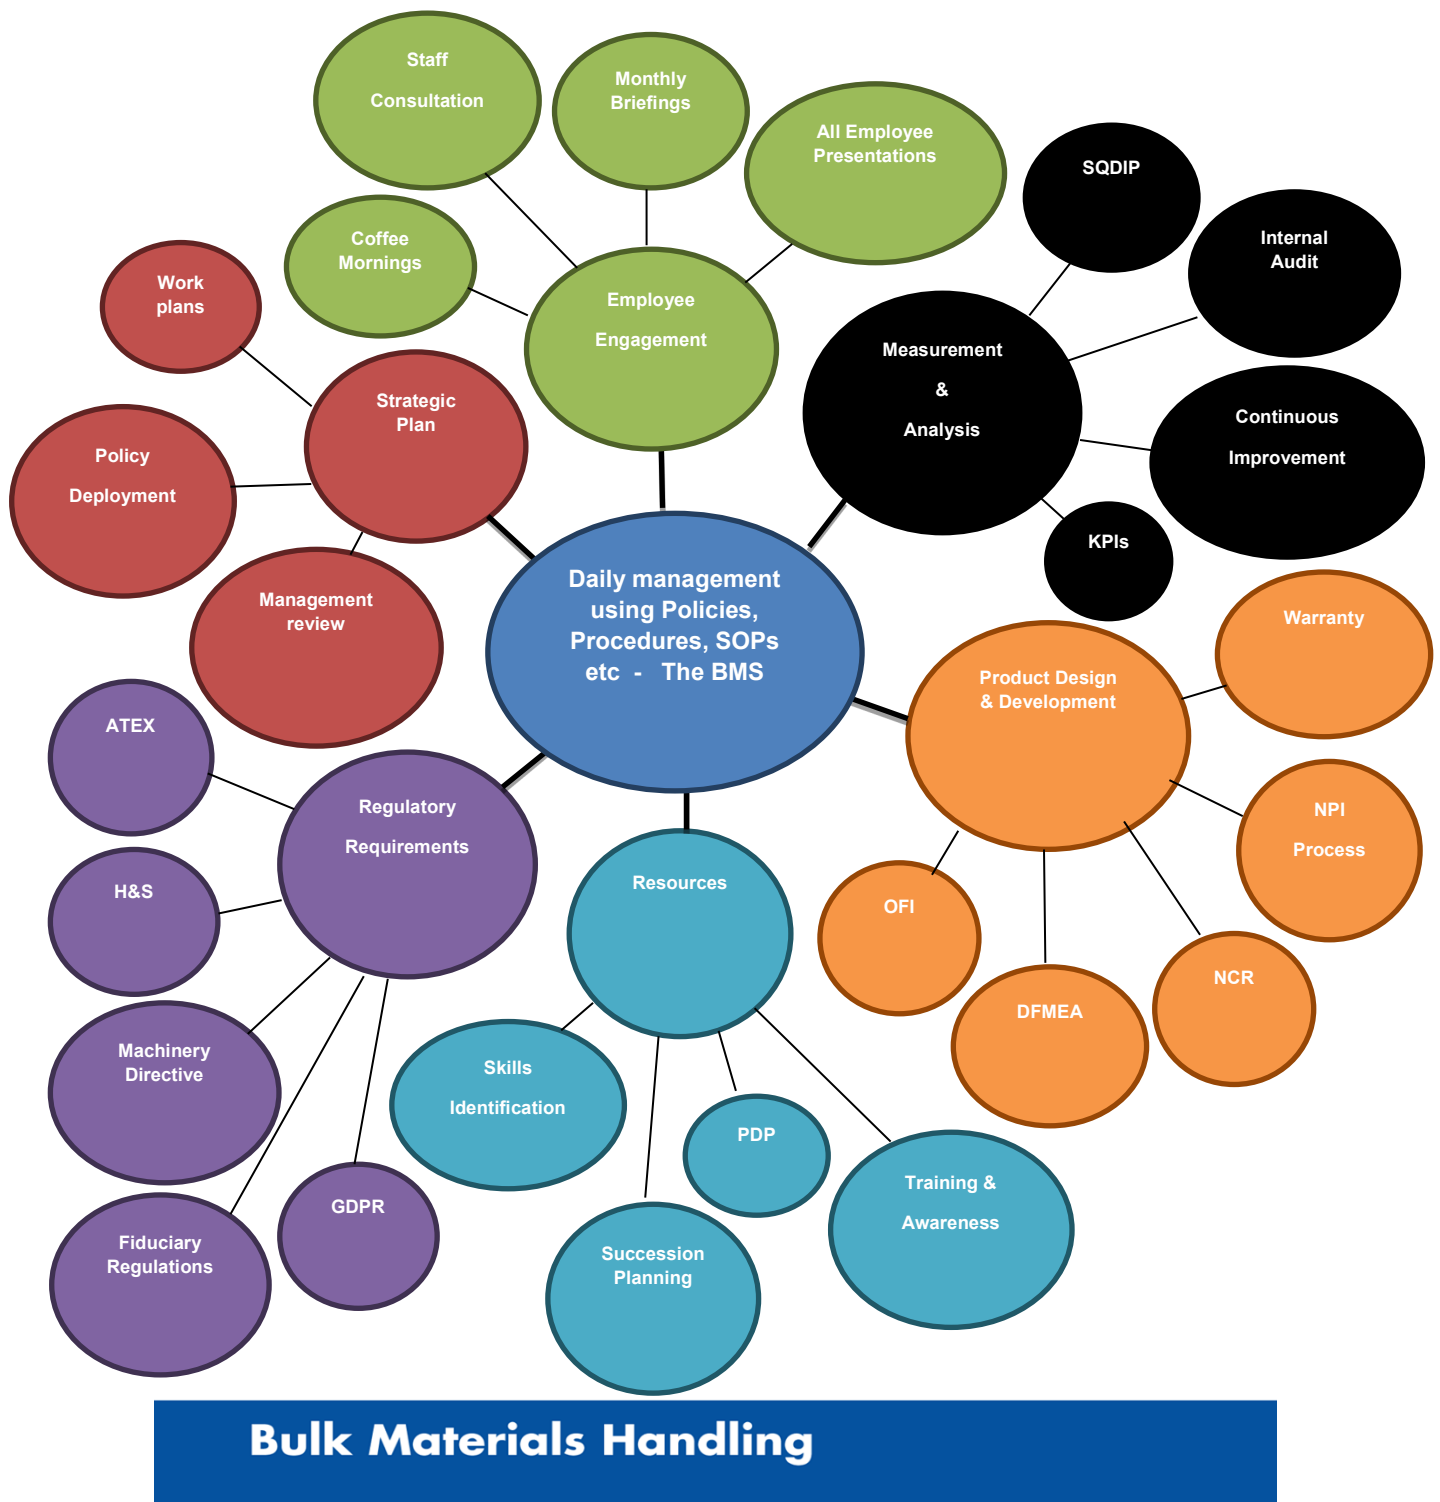 Staff
Consultation
Monthly
Briefings
All Employee
Presentations
SQDIP
Internal
Audit
Coffee
Mornings
Work
plans
Employee
Engagement
Measurement
&
Analysis
Strategic
Plan
Continuous
Improvement
Policy
Deployment
KPIs
Management
review
Daily management
using Policies,
Procedures, SOPs
etc - The BMS
Warranty
Product Design
& Development
ATEX
Regulatory
Requirements
NPI
Process
H&S
Resources
OFI
NCR
DFMEA
Machinery
Directive
Skills
Identification
PDP
Training &
Awareness
GDPR
Fiduciary
Regulations
Succession
Planning
Bulk Materials Handling